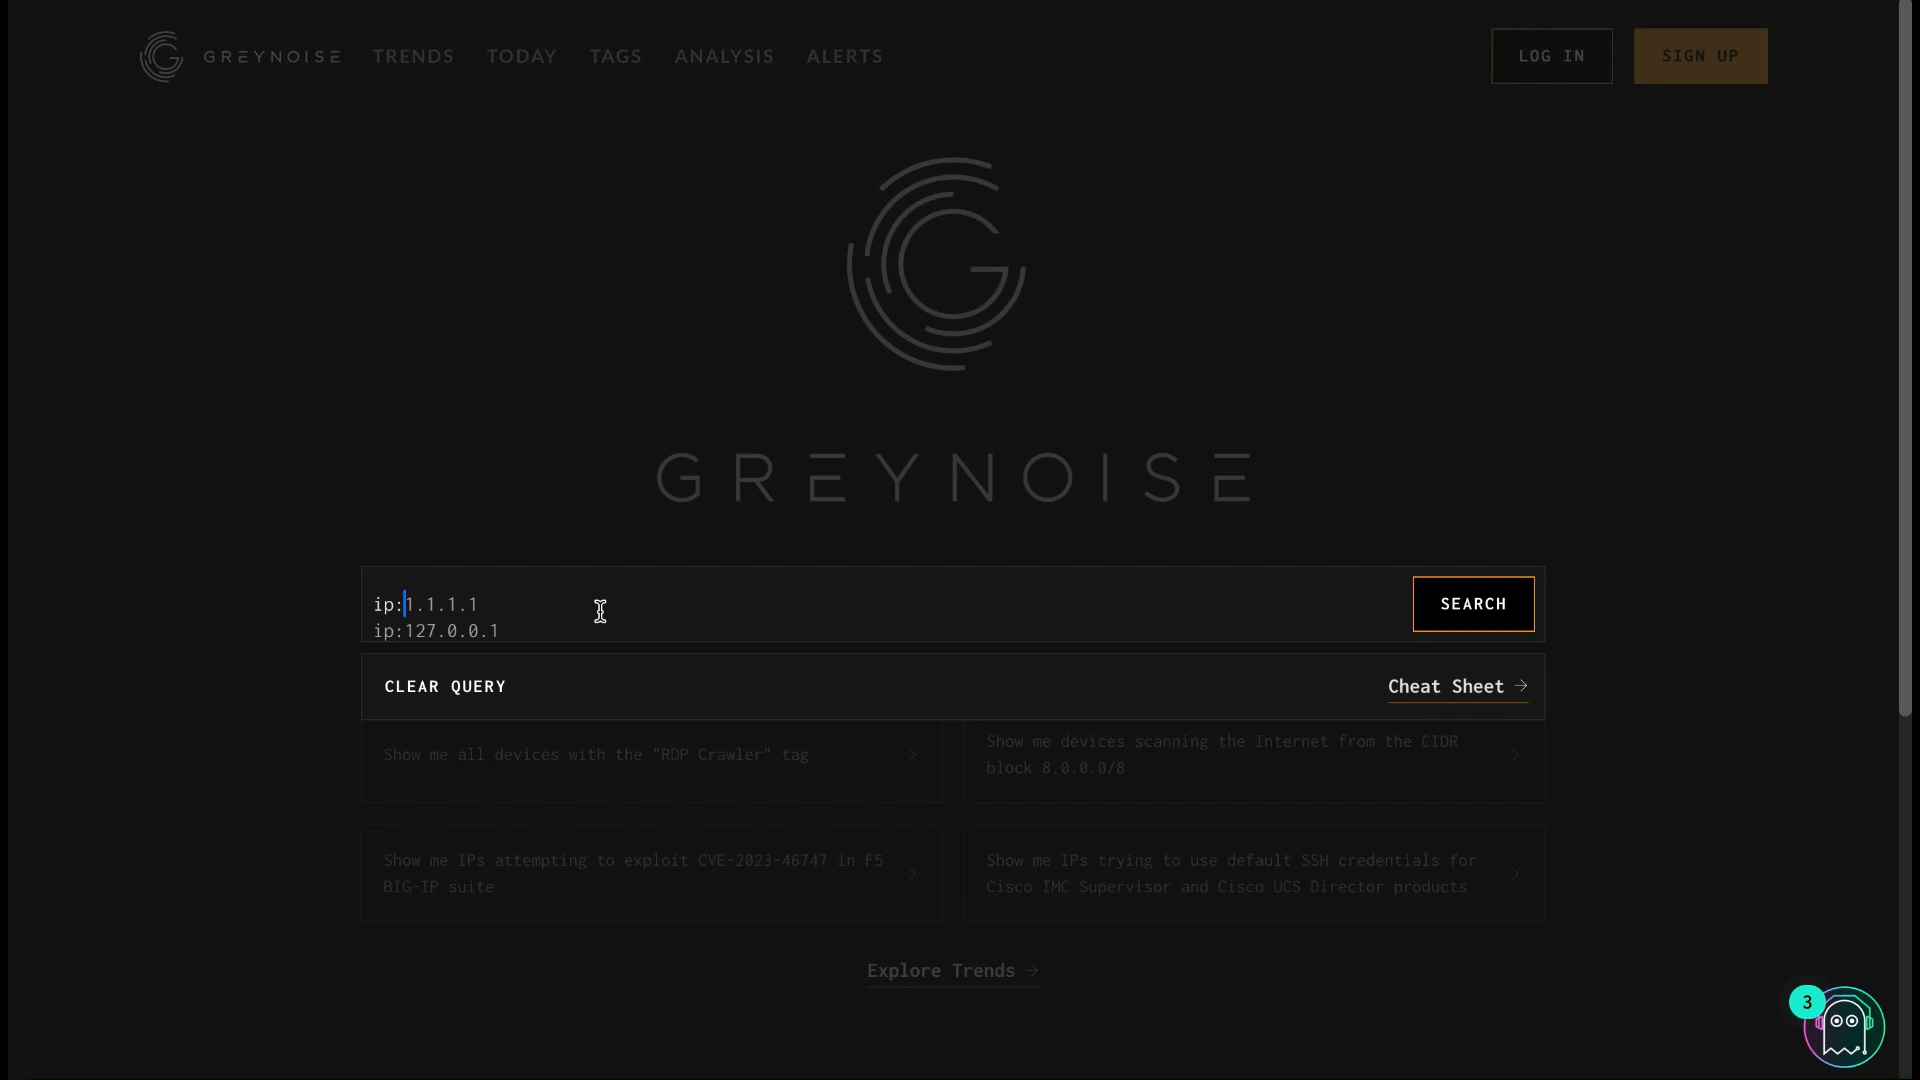 GREYNOISE TRENDS TODAY TAGS ANALYSIS ALERTS LOG IN SIGN UP
GREYNOISE
ip:1.1.1.1
ip:127.0.0.1
SEARCH
CLEAR QUERY
Cheat Sheet →
Show me all devices with the "RDP Crawler" tag
Show me devices scanning the Internet from the CIDR
block 8.0.0.0/8
Show me IPs attempting to exploit CVE-2023-46747 in F5
BIG-IP suite
Show me IPs trying to use default SSH credentials for
Cisco IMC Supervisor and Cisco UCS Director products
Explore Trends →
3